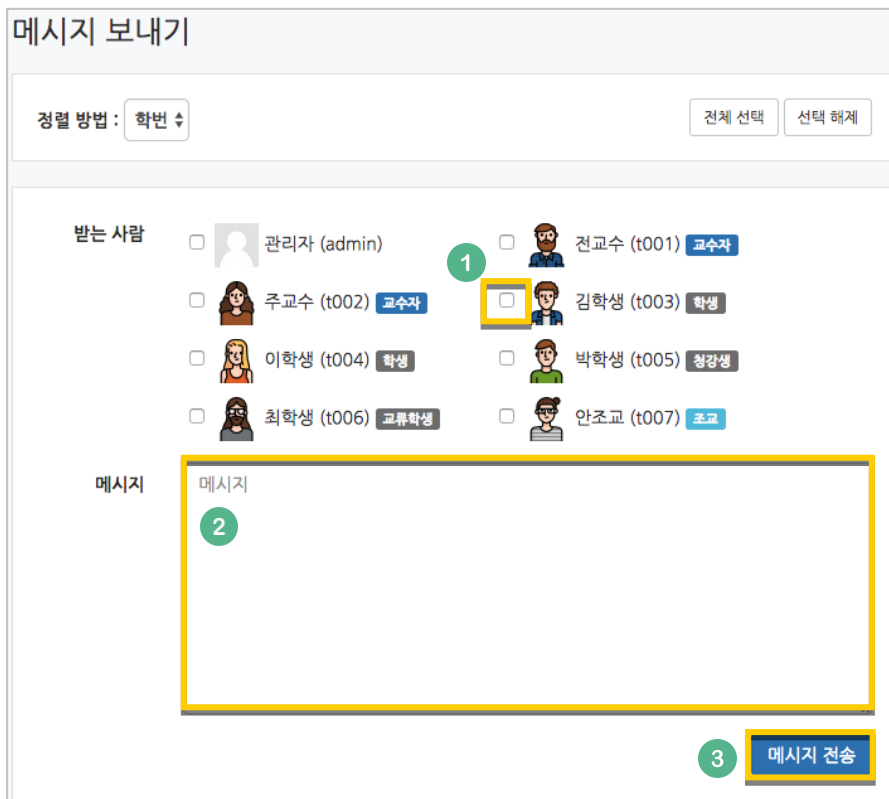 메시지 보내기
정렬 방법 : 학번 전체 선택 선택 해제
받는 사람 관리자 (admin) 전교수 (t001) 교수자
1
주교수 (t002) 교수자 김학생 (t003) 학생
이학생 (t004) 학생 박학생 (t005) 청강생
최학생 (t006) 교류학생 안조교 (t007) 조교
메시지 메시지
2
3 메시지 전송